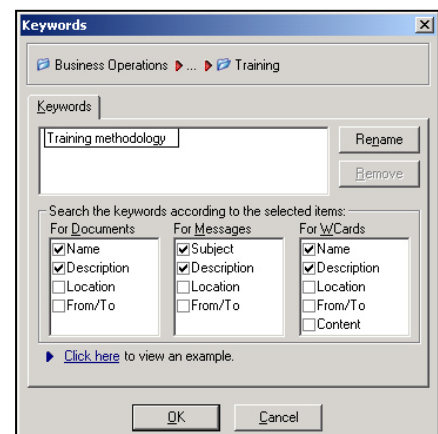 Keywords
Business Operations ... Training
Keywords
Training methodology
Rename
Remove
Search the keywords according to the selected items:
For Documents For Messages For WCards
Name Subject Name
Description Description Description
Location Location Location
From/To From/To From/To
Content
Click here to view an example.
OK Cancel